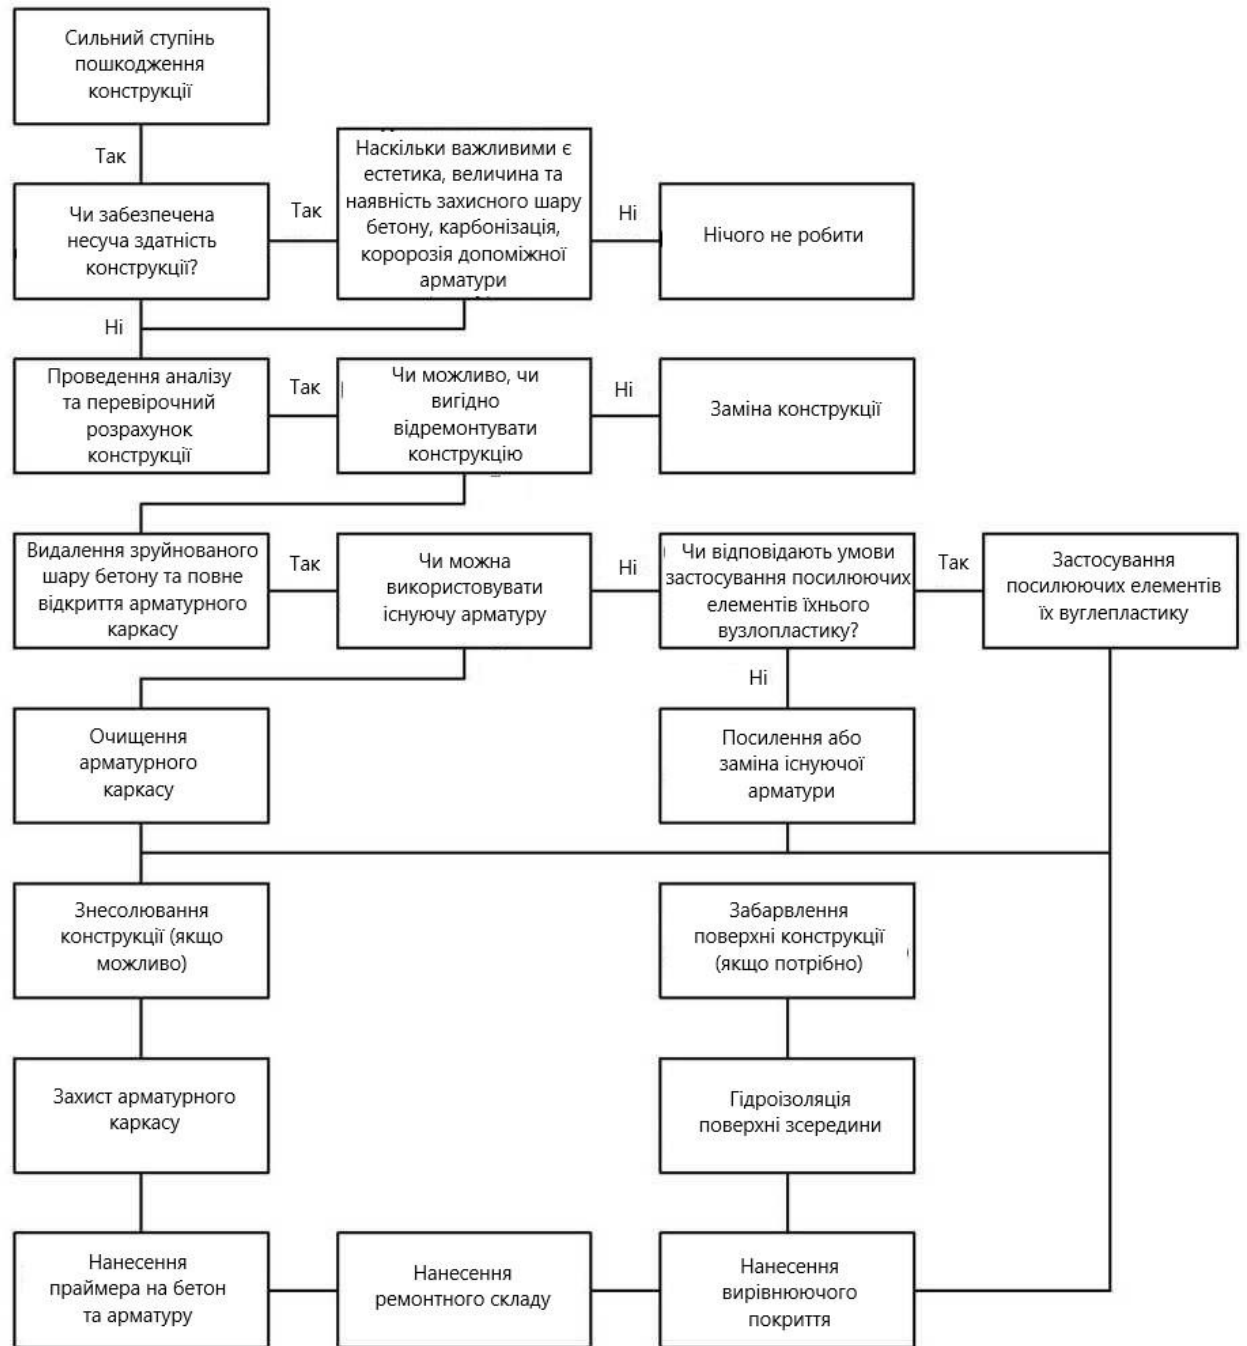 Сильний ступінь
пошкодження
конструкції
Так
Чи забезпечена
несуча здатність
конструкції?
Так
Наскільки важливими є
естетика, величина та
наявність захисного шару
бетону, карбонізація,
коророзія допоміжної
арматури
Ні
Нічого не робити
Ні
Проведення аналізу
та перевірочний
розрахунок
конструкції
Так
Чи можливо, чи
вигідно
відремонтувати
конструкцію
Ні
Заміна конструкції
Видалення зруйнованого
шару бетону та повне
відкриття арматурного
каркасу
Так
Чи можна
використовувати
існуючу арматуру
Ні
Чи відповідають умови
застосування посилюючих
елементів їхнього
вузлопластику?
Так
Застосування
посилюючих елементів
їх вуглепластику
Ні
Очищення
арматурного
каркасу
Посилення або
заміна існуючої
арматури
Знесолювання
конструкції (якщо
можливо)
Забарвлення
поверхні конструкції
(якщо потрібно)
Захист арматурного
каркасу
Гідроізоляція
поверхні зсередини
Нанесення
праймера на бетон
та арматуру
Нанесення
ремонтного складу
Нанесення
вирівнюючого
покриття